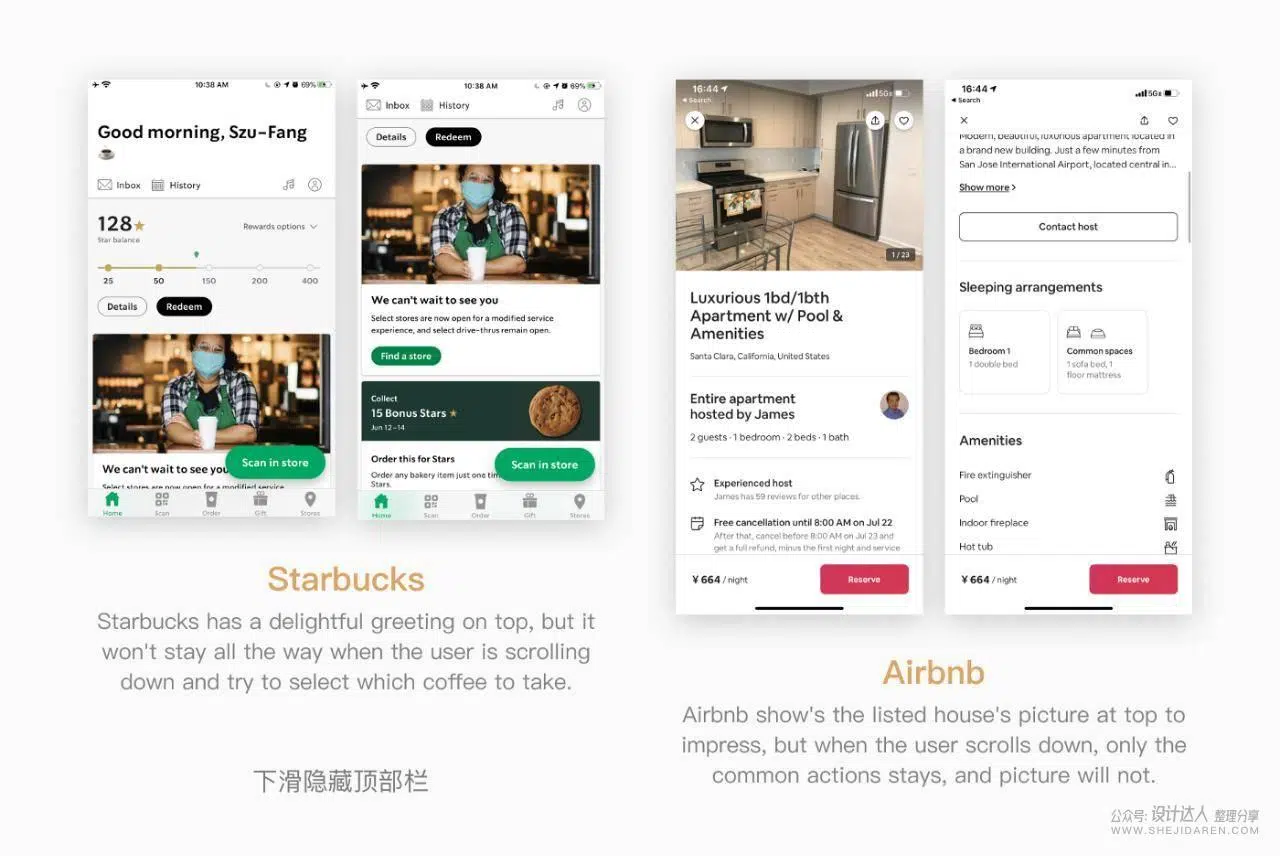 10:38 AM
69%
Good morning, Szu-Fang
Inbox
History
128
Star balance
Rewards options
25
50
150
200
400
Details
Redeem
We can't wait to see you
Select stores are now open for a modified service
Scan in store
Home
Scan
Order
Gift
Stores
10:38 AM
69%
Inbox
History
Details
Redeem
We can't wait to see you
Select stores are now open for a modified service
experience, and select drive-thrus remain open.
Find a store
Collect
15 Bonus Stars
Jun 12-14
Order this for Stars
Order any bakery item just one
Stars.
Scan in store
Home
Scan
Order
Gift
Stores
Starbucks
Starbucks has a delightful greeting on top, but it
won't stay all the way when the user is scrolling
down and try to select which coffee to take.
下滑隐藏顶部栏
16:44
Search
1 / 23
Luxurious 1bd/1bth
Apartment w/ Pool &
Amenities
Santa Clara, California, United States
Entire apartment
hosted by James
2 guests · 1 bedroom · 2 beds · 1 bath
Experienced host
James has 59 reviews for other places.
Free cancellation until 8:00 AM on Jul 22
After that, cancel before 8:00 AM on Jul 23 and
get a full refund, minus the first night and service
¥ 664 / night
Reserve
16:44
Search
Modern, beautiful, luxurious apartment located in
a brand new building. Just a few minutes from
San Jose International Airport, located central in...
Show more
Contact host
Sleeping arrangements
Bedroom 1
1 double bed
Common spaces
1 sofa bed, 1
floor mattress
Amenities
Fire extinguisher
Pool
Indoor fireplace
Hot tub
¥ 664 / night
Reserve
Airbnb
Airbnb show's the listed house's picture at top to
impress, but when the user scrolls down, only the
common actions stays, and picture will not.
公众号: 设计达人 整理分享
WWW.SHEJIDAREN.COM